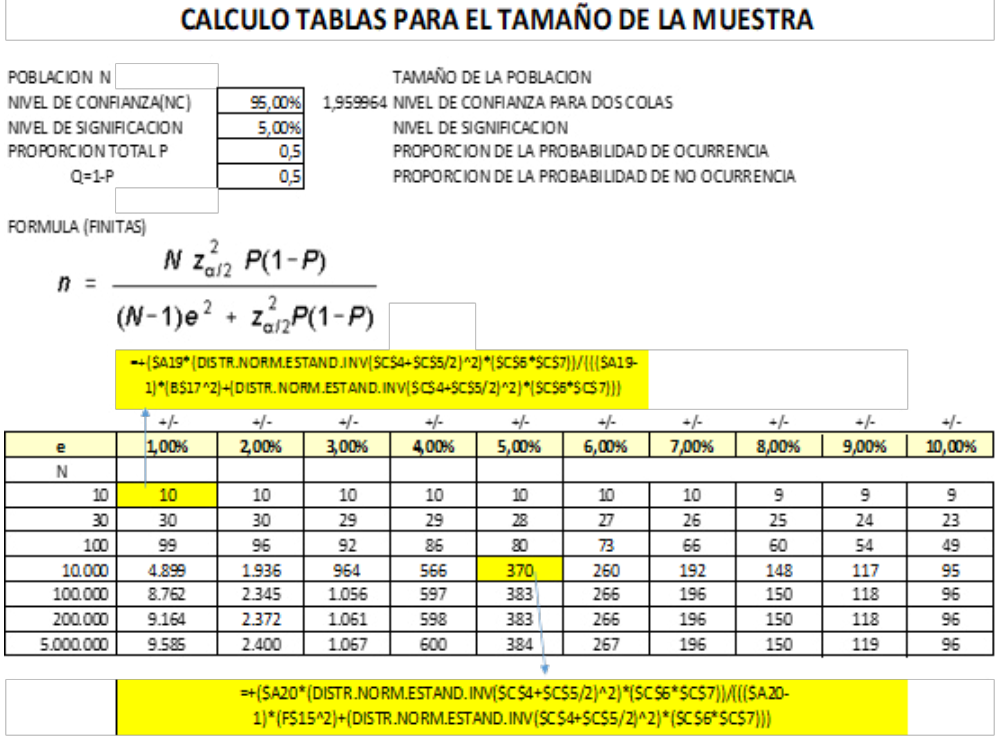 CALCULO TABLAS PARA EL TAMAÑO DE LA MUESTRA
POBLACION N TAMAÑO DE LA POBLACION
NIVEL DE CONFIANZA(NC) 95,00% 1,959964 NIVEL DE CONFIANZA PARA DOS COLAS
NIVEL DE SIGNIFICACION 5,00% NIVEL DE SIGNIFICACION
PROPORCION TOTAL P 0,5 PROPORCION DE LA PROBABILIDAD DE OCURRENCIA
Q=1-P 0,5 PROPORCION DE LA PROBABILIDAD DE NO OCURRENCIA
FORMULA (FINITAS)
n = N z²α/2 P(1-P) / (N-1)e² + z²α/2P(1-P)
=+($A19*(DISTR.NORM.ESTAND.INV($C$4+$C$5/2)^2)*($C$6*$C$7))/((($A19-
1)*(B$17^2)+(DISTR.NORM.ESTAND.INV($C$4+$C$5/2)^2)*($C$6*$C$7)))
+/- +/- +/- +/- +/- +/- +/- +/- +/- +/-
e 1,00% 2,00% 3,00% 4,00% 5,00% 6,00% 7,00% 8,00% 9,00% 10,00%
N
10 10 10 10 10 10 10 10 9 9 9
30 30 30 29 29 28 27 26 25 24 23
100 99 96 92 86 80 73 66 60 54 49
10.000 4.899 1.936 964 566 370 260 192 148 117 95
100.000 8.762 2.345 1.056 597 383 266 196 150 118 96
200.000 9.164 2.372 1.061 598 383 266 196 150 118 96
5.000.000 9.585 2.400 1.067 600 384 267 196 150 119 96
=+($A20*(DISTR.NORM.ESTAND.INV($C$4+$C$5/2)^2)*($C$6*$C$7))/((($A20-
1)*(F$15^2)+(DISTR.NORM.ESTAND.INV($C$4+$C$5/2)^2)*($C$6*$C$7)))